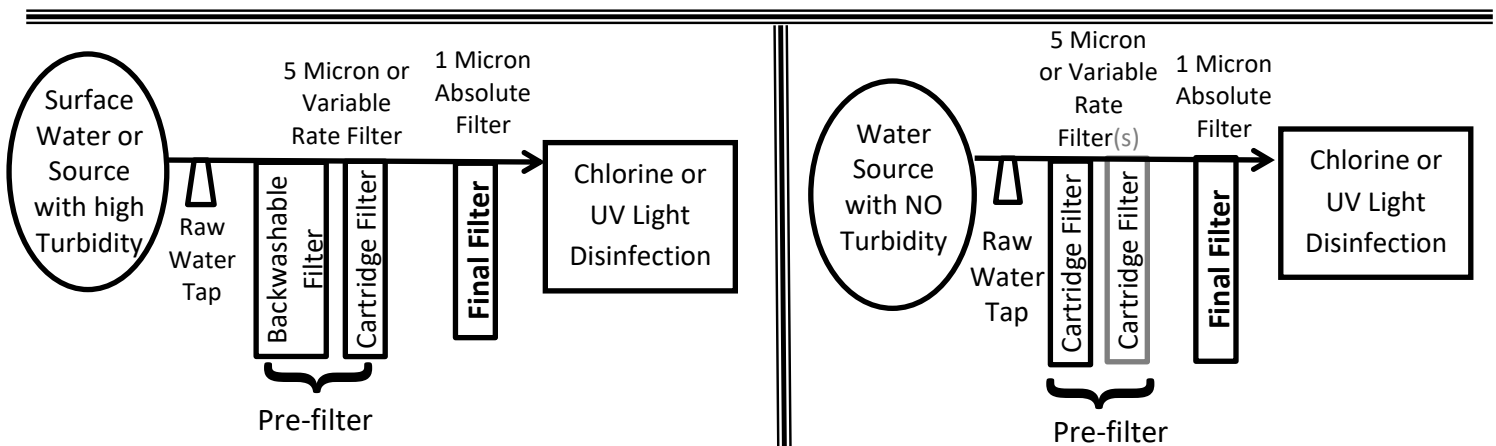 Surface
Water or
Source
with high
Turbidity
Raw
Water
Tap
5 Micron or
Variable
Rate Filter
Backwashable
Filter
Cartridge Filter
Pre-filter
1 Micron
Absolute
Filter
Final Filter
Chlorine or
UV Light
Disinfection
Water
Source
with NO
Turbidity
Raw
Water
Tap
5 Micron
or Variable
Rate
Filter(s)
Cartridge Filter
Cartridge Filter
Pre-filter
1 Micron
Absolute
Filter
Final Filter
Chlorine or
UV Light
Disinfection